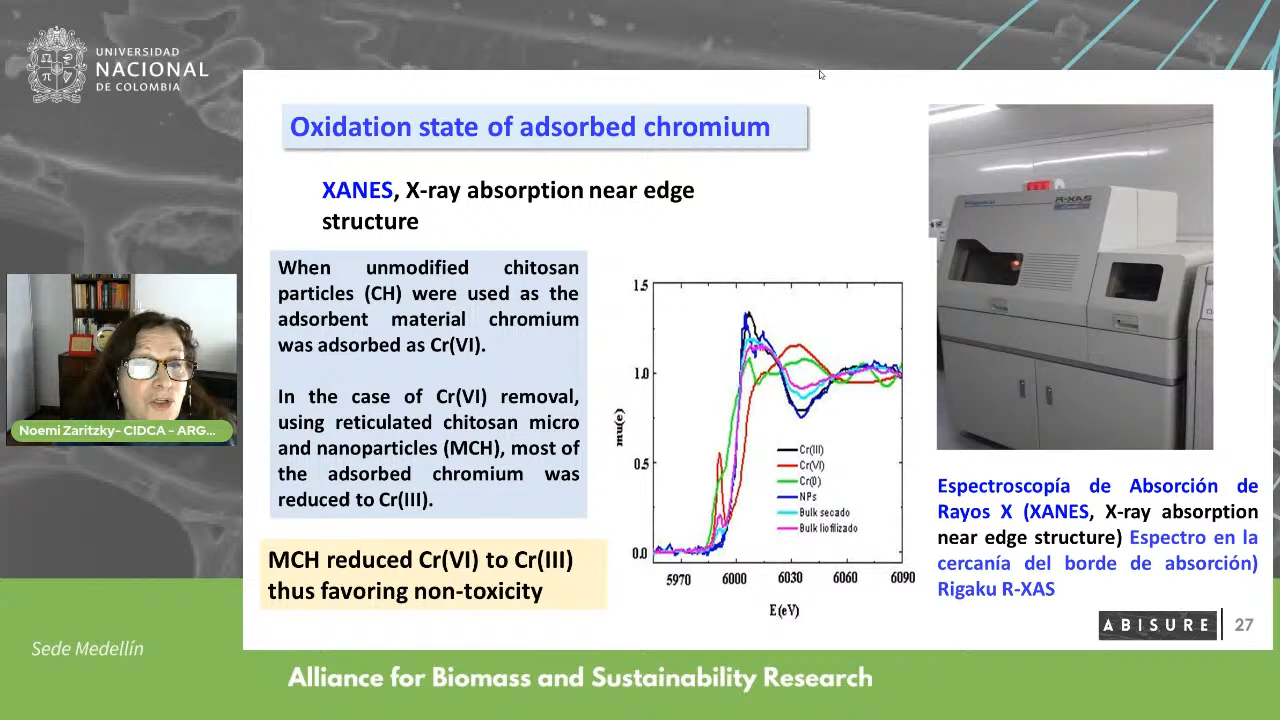 UNIVERSIDAD
NACIONAL
DE COLOMBIA
Oxidation state of adsorbed chromium
XANES, X-ray absorption near edge
structure
When unmodified chitosan
particles (CH) were used as the
adsorbent material chromium
was adsorbed as Cr(VI).
In the case of Cr(VI) removal,
using reticulated chitosan micro
and nanoparticles (MCH), most of
the adsorbed chromium was
reduced to Cr(III).
MCH reduced Cr(VI) to Cr(III)
thus favoring non-toxicity
1.5
1.0
0.5
0.0
mu(e)
Cr(III)
Cr(VI)
Cr(0)
NPs
Bulk secado
Bulk liofilizado
5970
6000
6030
6060
6090
E(eV)
R-XAS
Espectroscopía de Absorción de
Rayos X (XANES, X-ray absorption
near edge structure) Espectro en la
cercanía del borde de absorción)
Rigaku R-XAS
ABISURE
27
Noemi Zaritzky- CIDCA - ARG...
Sede Medellín
Alliance for Biomass and Sustainability Research